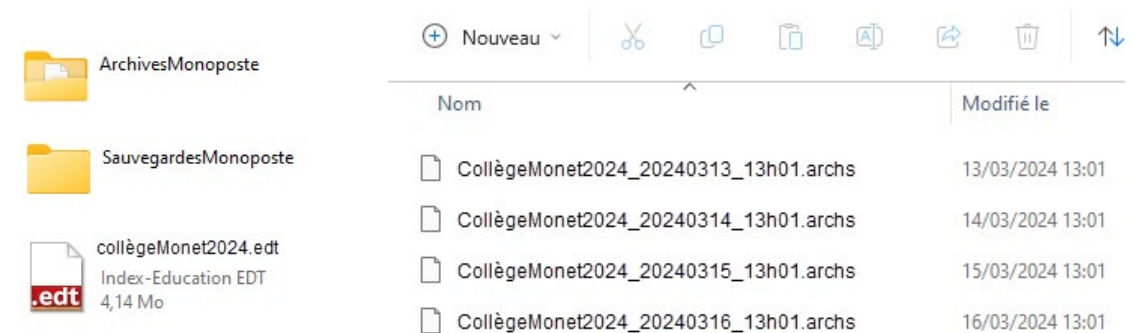 ArchivesMonoposte
SauvegardesMonoposte
collègeMonet2024.edt
Index-Education EDT
4,14 Mo
.edt
Nouveau
Nom
Modifié le
CollègeMonet2024_20240313_13h01.archs
13/03/2024 13:01
CollègeMonet2024_20240314_13h01.archs
14/03/2024 13:01
CollègeMonet2024_20240315_13h01.archs
15/03/2024 13:01
CollègeMonet2024_20240316_13h01.archs
16/03/2024 13:01